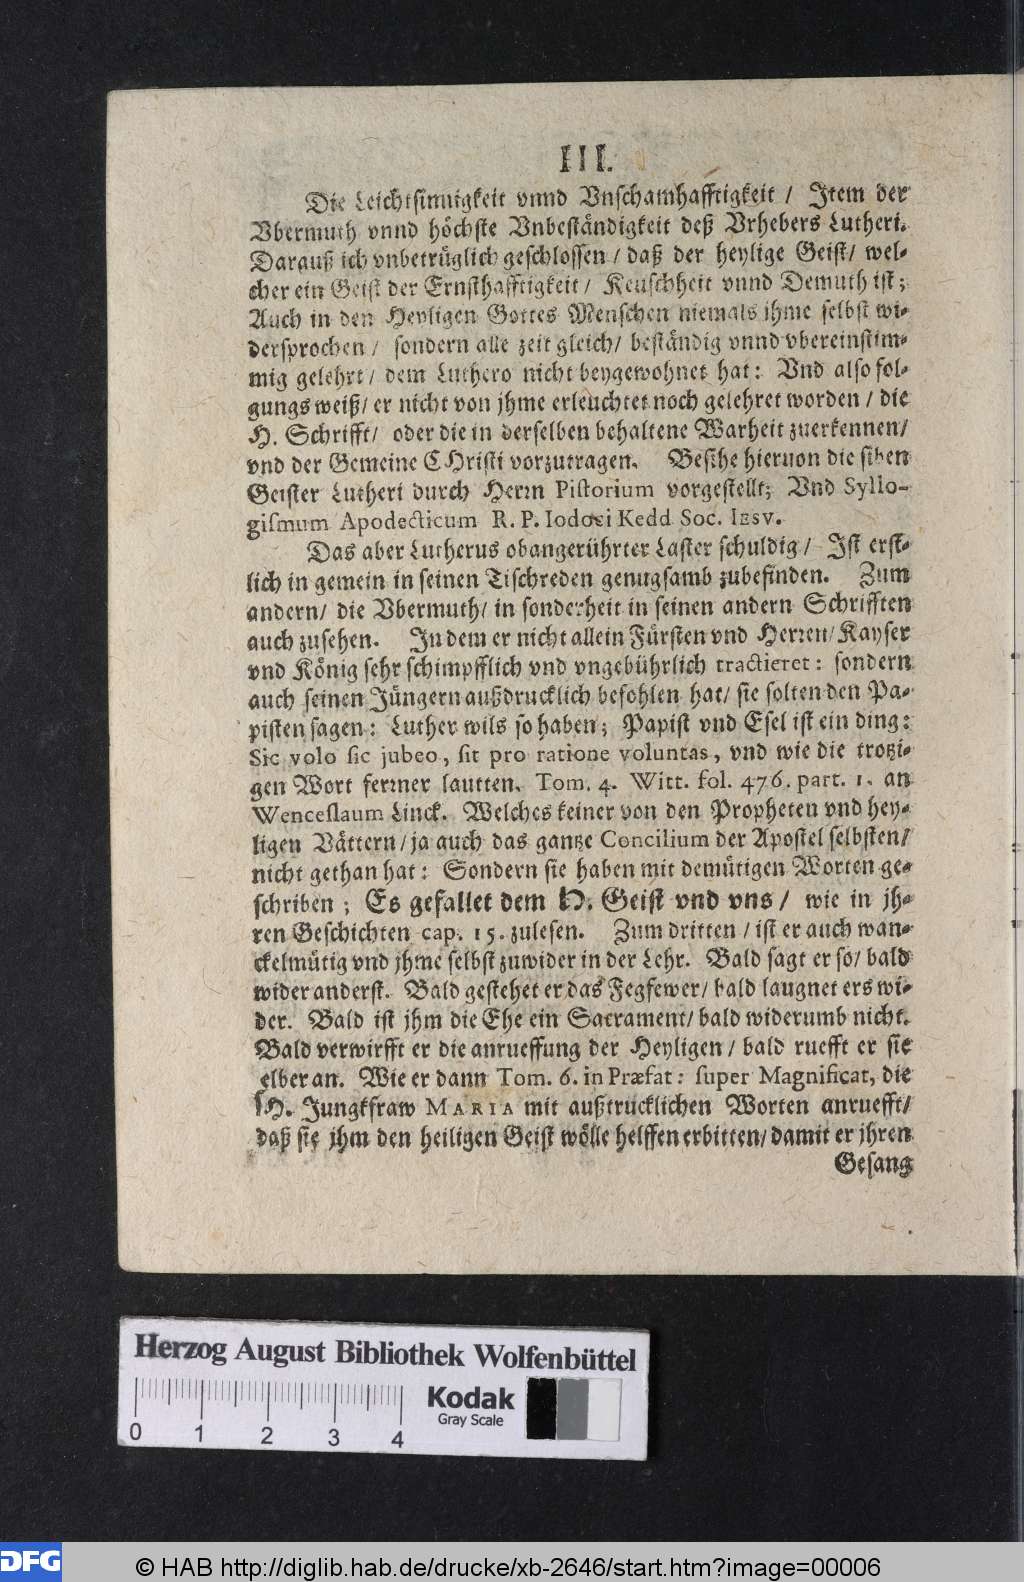 III.
Die Leichtsinnigkeit vnnd Vnschamhafftigkeit / Item der
Vbermuth vnnd höchste Vnbeständigkeit deß Vrhebers Lutheri.
Darauß ich vnbetrüglich geschlossen / daß der heylige Geist / wel-
cher ein Geist der Ernsthafftigkeit / Keuschheit vnnd Demuth ist ;
Auch in den Heyligen Gottes Menschen niemals jhme selbst wi-
dersprochen / sondern alle zeit gleich / beständig vnnd vbereinstim-
mig gelehrt / dem Luthero nicht beygewohnet hat : Vnd also fol-
gungs weiß / er nicht von jhme erleuchtet noch gelehret worden / die
H. Schrifft / oder die in derselben behaltene Warheit zuerkennen /
vnd der Gemeine CHristi vorzutragen. Besihe hieruon die siben
Geister Lutheri durch Herrn Pistorium vorgestellt; Vnd Syllo-
gismum Apodecticum R. P. Iodoci Kedd Soc. Iesv.
Das aber Lutherus obangerührter Laster schuldig / Ist erst-
lich in gemein in seinen Tischreden genugsamb zubefinden. Zum
andern / die Vbermuth / in sonderheit in seinen andern Schrifften
auch zusehen. In dem er nicht allein Fürsten vnd Herren / Kayser
vnd König sehr schimpfflich vnd vngebührlich tractieret : sondern
auch seinen Jüngern außdrucklich befohlen hat / sie solten den Pa-
pisten sagen : Luther wils so haben ; Papist vnd Esel ist ein ding :
Sic volo sic jubeo, sit pro ratione voluntas, vnd wie die trotzi-
gen Wort ferrner lautten. Tom. 4. Witt. fol. 476. part. 1. an
Wenceslaum Linck. Welches keiner von den Propheten vnd hey-
ligen Vättern / ja auch das gantze Concilium der Apostel selbsten /
nicht gethan hat : Sondern sie haben mit demütigen Worten ge-
schriben ; Es gefallet dem H. Geist vnd vns / wie in jh-
ren Geschichten cap. 15. zulesen. Zum dritten / ist er auch wan-
ckelmütig vnd jhme selbst zuwider in der Lehr. Bald sagt er so / bald
wider anderst. Bald gestehet er das Fegfewer / bald laugnet ers wi-
der. Bald ist jhm die Ehe ein Sacrament / bald widerumb nicht.
Bald verwirfft er die anrueffung der Heyligen / bald ruefft er sie
selber an. Wie er dann Tom. 6. in Præfat : super Magnificat, die
H. Jungkfraw MARIA mit außtrucklichen Worten anruefft /
daß sie jhm den heiligen Geist wölle helffen erbitten / damit er jhren
Gesang
Herzog August Bibliothek Wolfenbüttel
Kodak
Gray Scale
0 1 2 3 4
DFG
© HAB http://diglib.hab.de/drucke/xb-2646/start.htm?image=00006